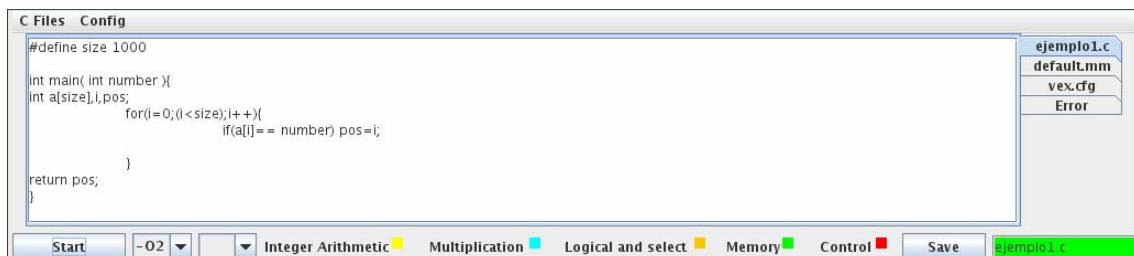 C Files Config
#define size 1000
ejemplo1.c
default.mm
int main( int number ){
vex.cfg
int a[size],i,pos;
Error
for(i=0;(i<size);i++){
if(a[i]== number) pos=i;
}
return pos;
}
Start -O2 Integer Arithmetic Multiplication Logical and select Memory Control Save ejemplo1.c